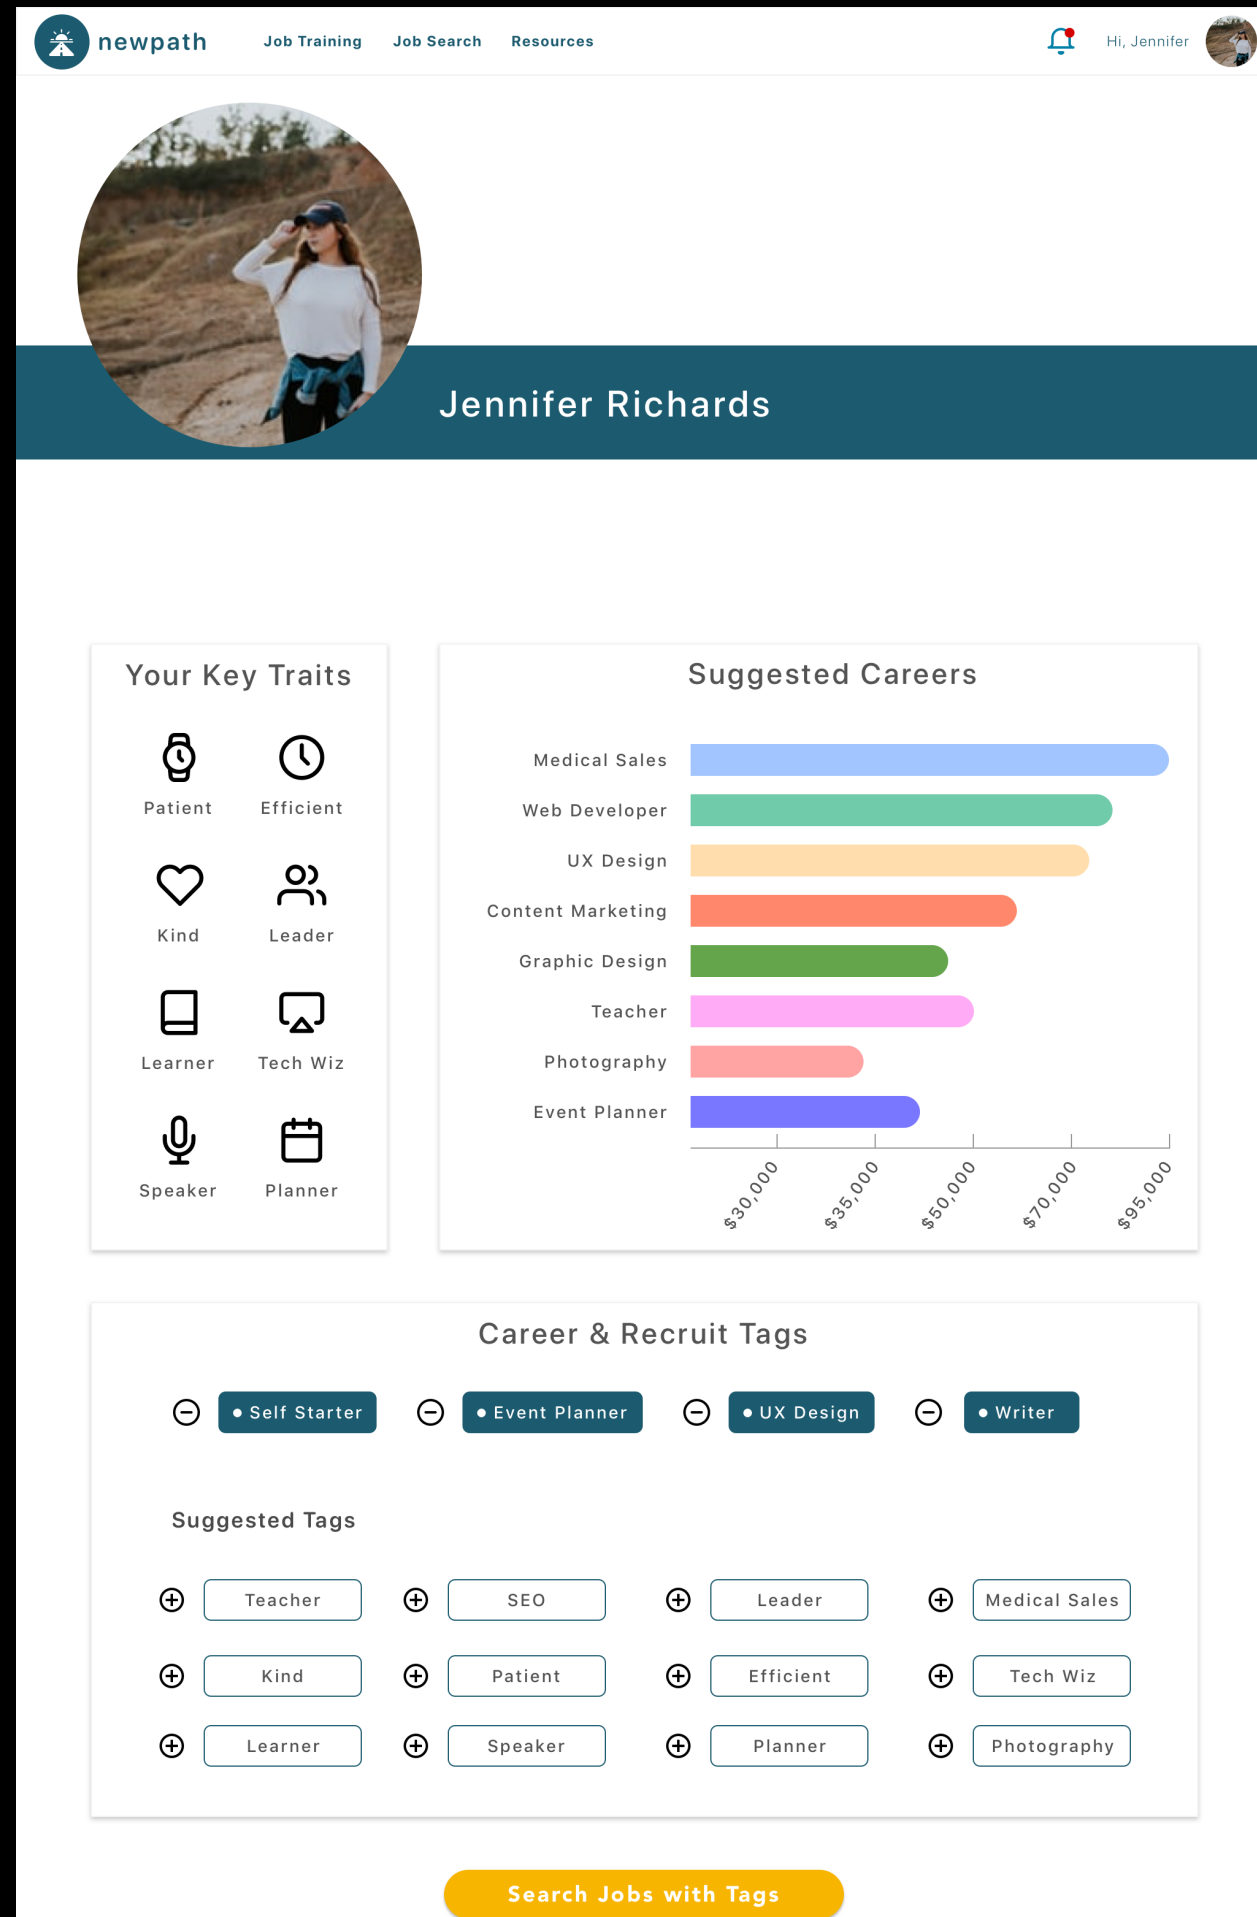 newpath
Job Training Job Search Resources
Hi, Jennifer
Jennifer Richards
Your Key Traits
Patient Efficient
Kind Leader
Learner Tech Wiz
Speaker Planner
Suggested Careers
Medical Sales
Web Developer
UX Design
Content Marketing
Graphic Design
Teacher
Photography
Event Planner
$30,000 $35,000 $50,000 $70,000 $95,000
Career & Recruit Tags
• Self Starter • Event Planner • UX Design • Writer
Suggested Tags
Teacher SEO Leader Medical Sales
Kind Patient Efficient Tech Wiz
Learner Speaker Planner Photography
Search Jobs with Tags